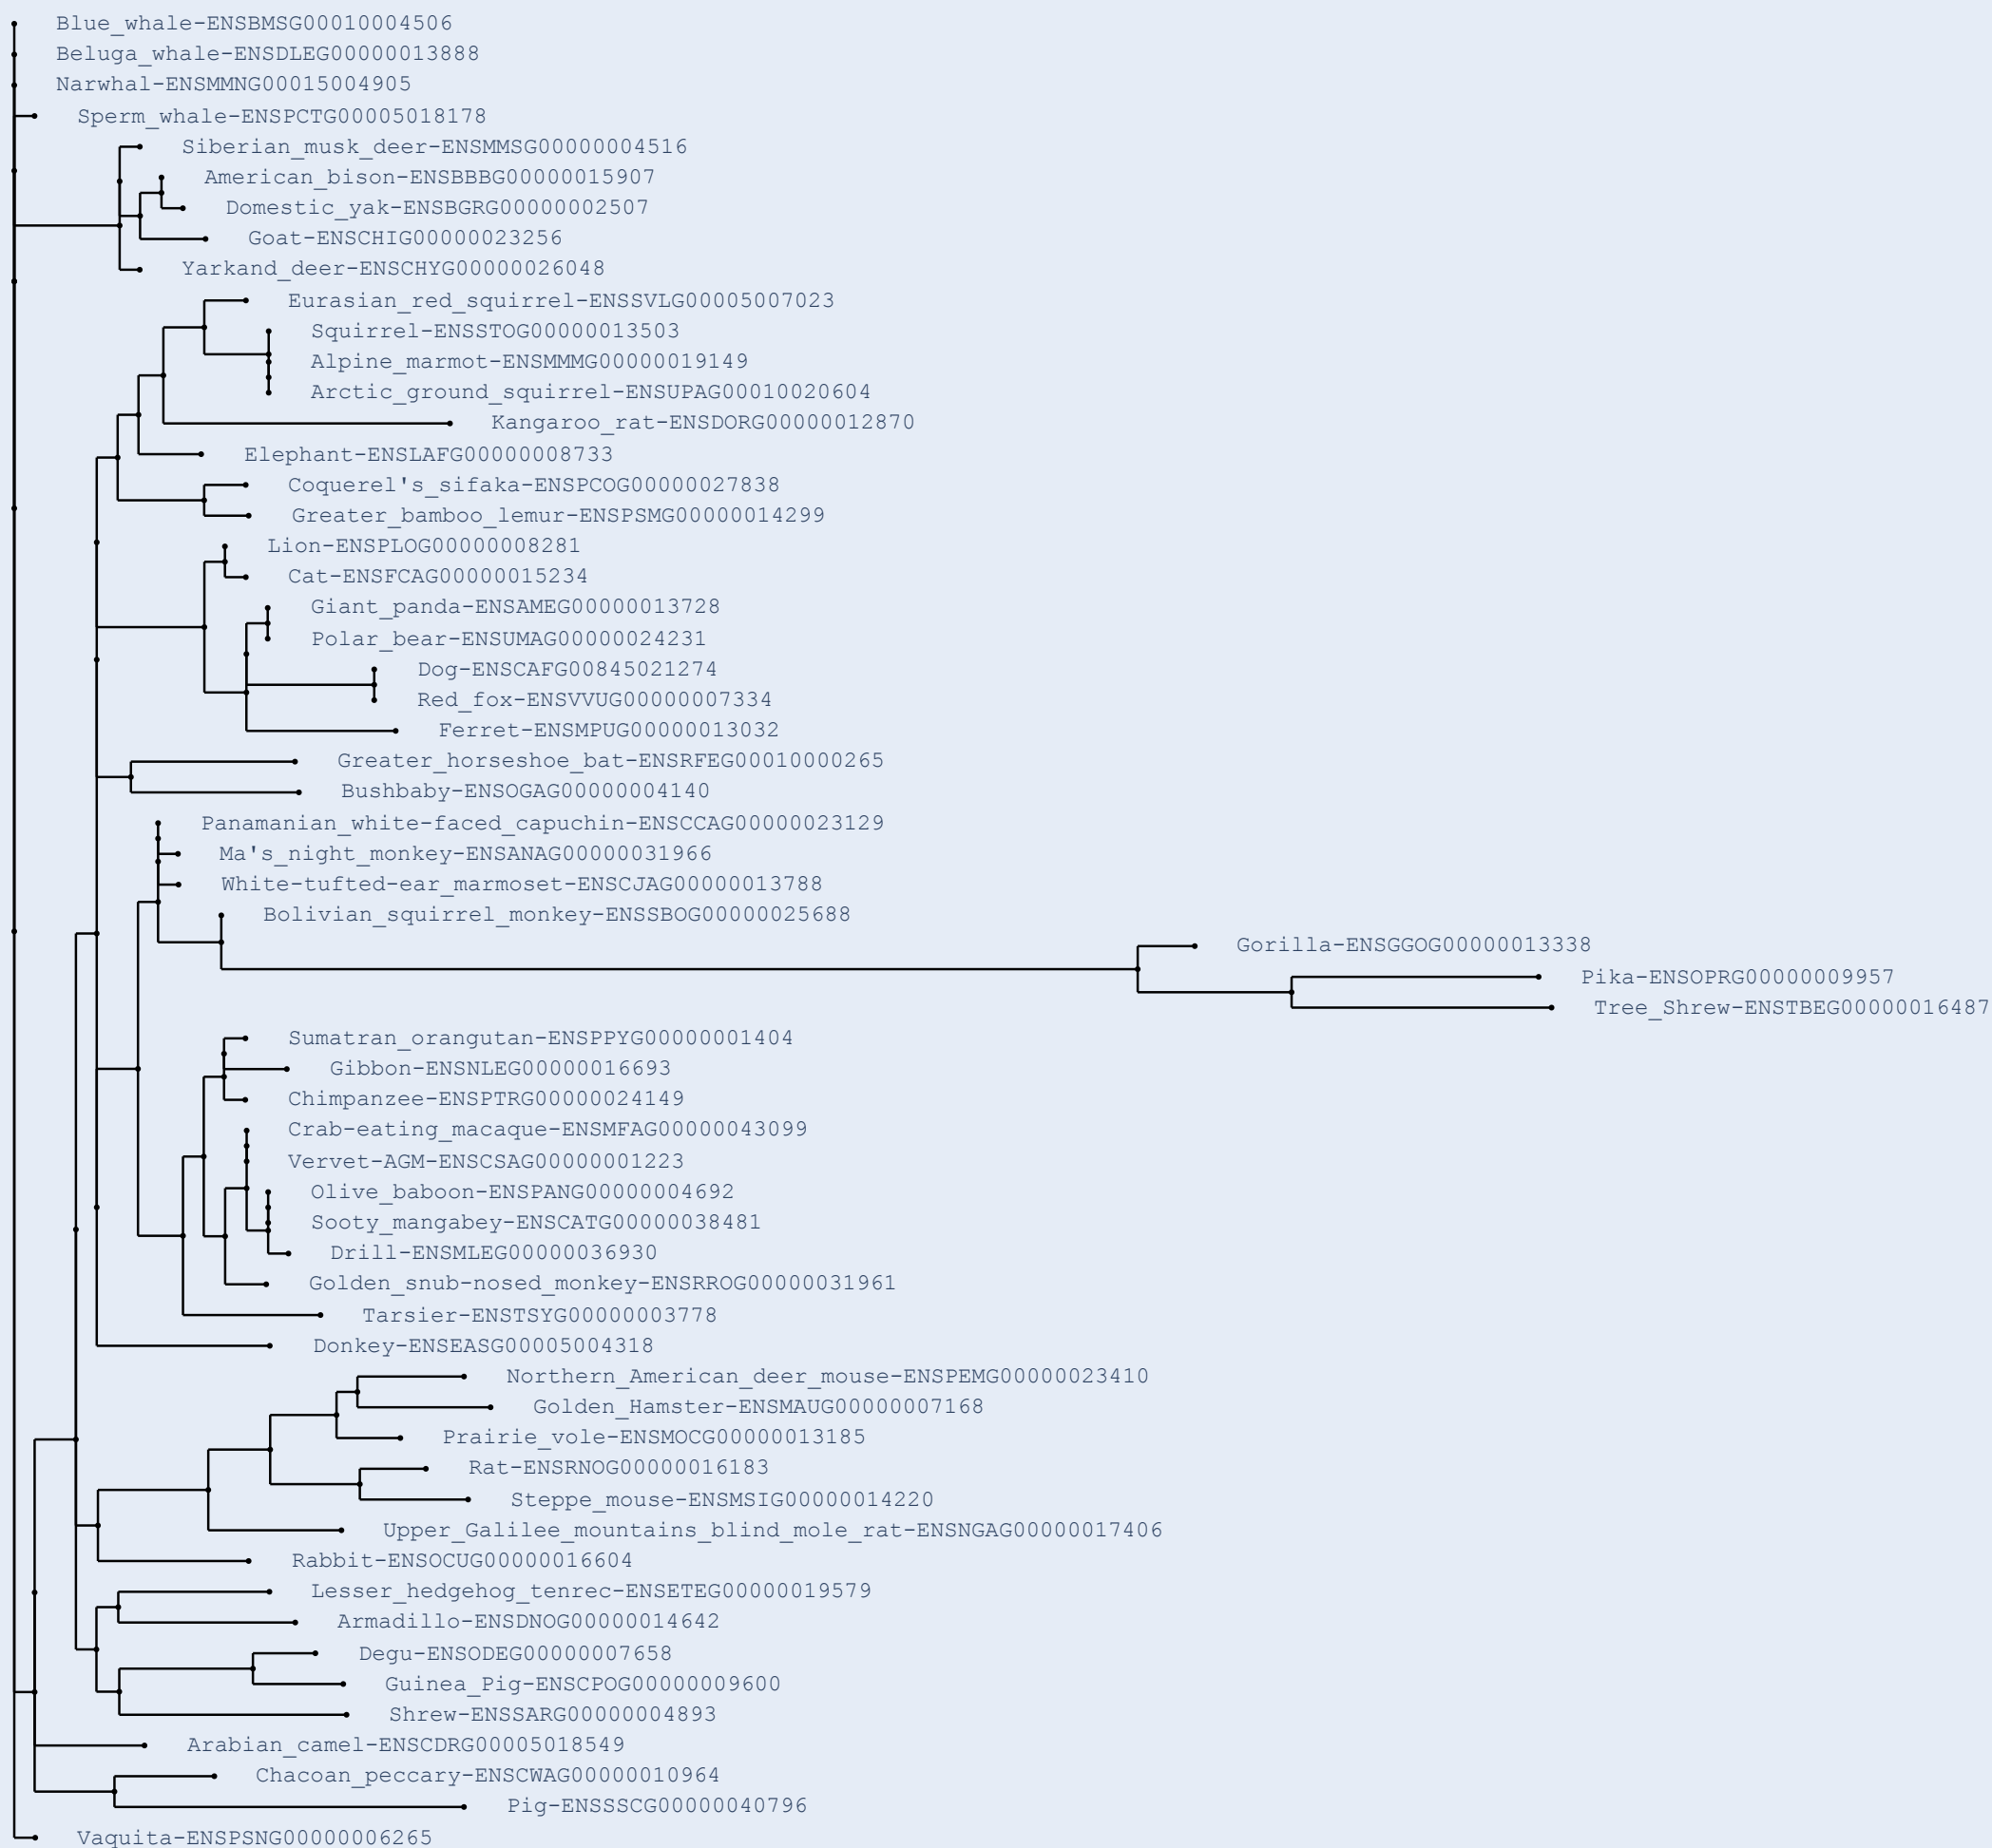 Blue_whale-ENSBMSG00010004506
Beluga_whale-ENSDLEG00000013888
Narwhal-ENSMMNG00015004905
Sperm_whale-ENSPCTG00005018178
Siberian_musk_deer-ENSMMSG00000004516
American_bison-ENSBBBG00000015907
Domestic_yak-ENSBGRG00000002507
Goat-ENSCHIG00000023256
Yarkand_deer-ENSCHYG00000026048
Eurasian_red_squirrel-ENSSVLG00005007023
Squirrel-ENSSTOG00000013503
Alpine_marmot-ENSMMMG00000019149
Arctic_ground_squirrel-ENSUPAG00010020604
Kangaroo_rat-ENSDORG00000012870
Elephant-ENSLAFG00000008733
Coquerel's_sifaka-ENSPCOG00000027838
Greater_bamboo_lemur-ENSPSMG00000014299
Lion-ENSPLOG00000008281
Cat-ENSFCAG00000015234
Giant_panda-ENSAMEG00000013728
Polar_bear-ENSUMAG00000024231
Dog-ENSCAFG00845021274
Red_fox-ENSVVUG00000007334
Ferret-ENSMPUG00000013032
Greater_horseshoe_bat-ENSRFEG00010000265
Bushbaby-ENSOGAG00000004140
Panamanian_white-faced_capuchin-ENSCCAG00000023129
Ma's_night_monkey-ENSANAG00000031966
White-tufted-ear_marmoset-ENSCJAG00000013788
Bolivian_squirrel_monkey-ENSSBOG00000025688
Gorilla-ENSGGOG00000013338
Pika-ENSOPRG00000009957
Tree_Shrew-ENSTBEG00000016487
Sumatran_orangutan-ENSPPYG00000001404
Gibbon-ENSNLEG00000016693
Chimpanzee-ENSPTRG00000024149
Crab-eating_macaque-ENSMFAG00000043099
Vervet-AGM-ENSCSAG00000001223
Olive_baboon-ENSPANG00000004692
Sooty_mangabey-ENSCATG00000038481
Drill-ENSMLEG00000036930
Golden_snub-nosed_monkey-ENSRROG00000031961
Tarsier-ENSTSYG00000003778
Donkey-ENSEASG00005004318
Northern_American_deer_mouse-ENSPEMG00000023410
Golden_Hamster-ENSMAUG00000007168
Prairie_vole-ENSMOCG00000013185
Rat-ENSRNOG00000016183
Steppe_mouse-ENSMSIG00000014220
Upper_Galilee_mountains_blind_mole_rat-ENSNGAG00000017406
Rabbit-ENSOCUG00000016604
Lesser_hedgehog_tenrec-ENSETEG00000019579
Armadillo-ENSDNOG00000014642
Degu-ENSODEG00000007658
Guinea_Pig-ENSCPOG00000009600
Shrew-ENSSARG00000004893
Arabian_camel-ENSCDRG00005018549
Chacoan_peccary-ENSCWAG00000010964
Pig-ENSSSCG00000040796
Vaquita-ENSPSNG00000006265